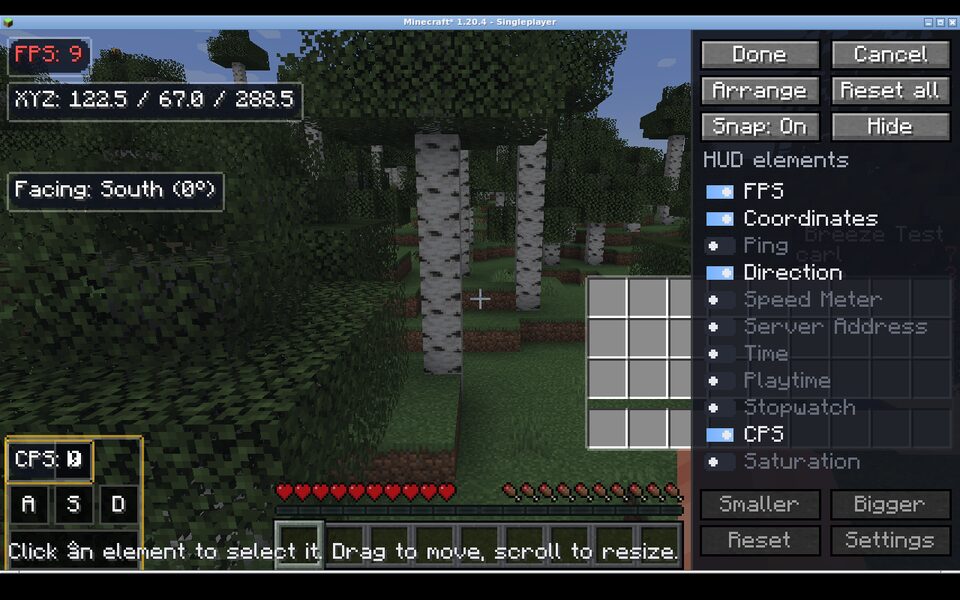 Minecraft* 1.20.4 - Singleplayer
FPS: 9
XYZ: 122.5 / 67.0 / 288.5
Facing: South (0°)
CPS: 0
A S D
Click an element to select it. Drag to move, scroll to resize.
Done Cancel
Arrange Reset all
Snap: On Hide
HUD elements
FPS
Coordinates
Breeze Test
Ping
carl
Direction
Speed Meter
Server Address
Time
Playtime
Stopwatch
CPS
Saturation
Smaller Bigger
Reset Settings